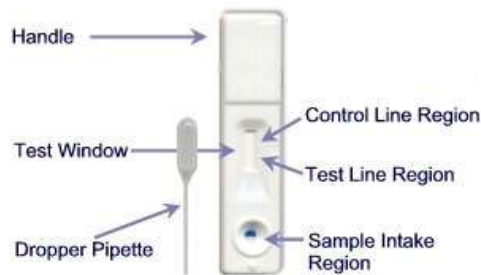 Handle
Control Line Region
Test Window
Test Line Region
Dropper Pipette
Sample Intake
Region